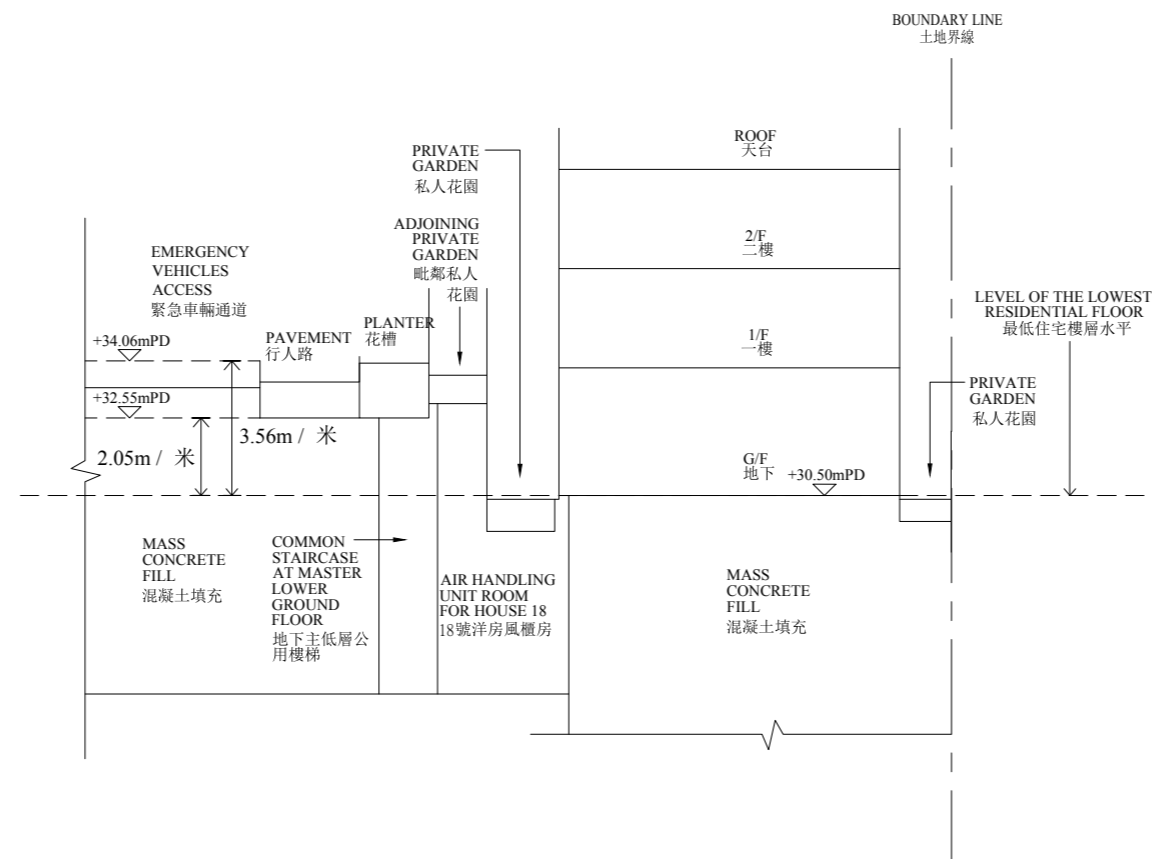 BOUNDARY LINE
土地界線
ROOF
天台
PRIVATE
GARDEN
私人花園
ADJOINING
PRIVATE
GARDEN
毗鄰私人
花園
2/F
二樓
EMERGENCY
VEHICLES
ACCESS
緊急車輛通道
LEVEL OF THE LOWEST
RESIDENTIAL FLOOR
最低住宅樓層水平
PLANTER
花槽
PAVEMENT
行人路
1/F
一樓
+34.06mPD
PRIVATE
GARDEN
私人花園
+32.55mPD
3.56m / 米
2.05m / 米
G/F
地下
+30.50mPD
MASS
CONCRETE
FILL
混凝土填充
COMMON
STAIRCASE
AT MASTER
LOWER
GROUND
FLOOR
地下主低層公
用樓梯
AIR HANDLING
UNIT ROOM
FOR HOUSE 18
18號洋房風櫃房
MASS
CONCRETE
FILL
混凝土填充